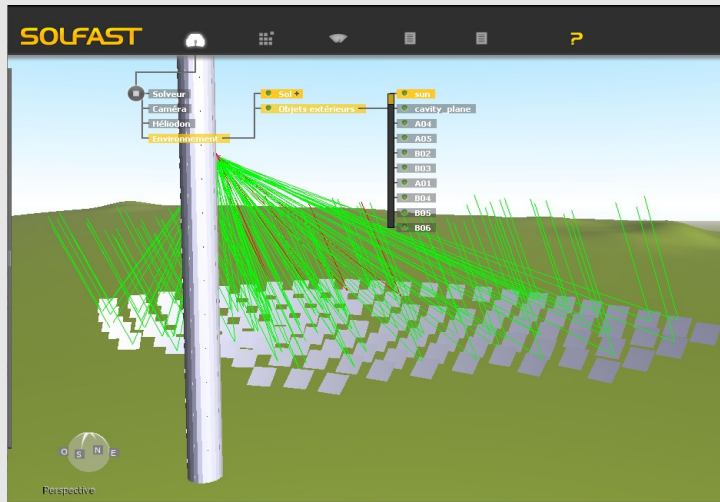 SOLFAST
?
Solveur
Caméra
Héliodon
Environnement
Sol +
Objets extérieurs
sun
cavity_plane
A04
A05
B02
B03
A01
B04
B05
B06
O S N E
Perspective